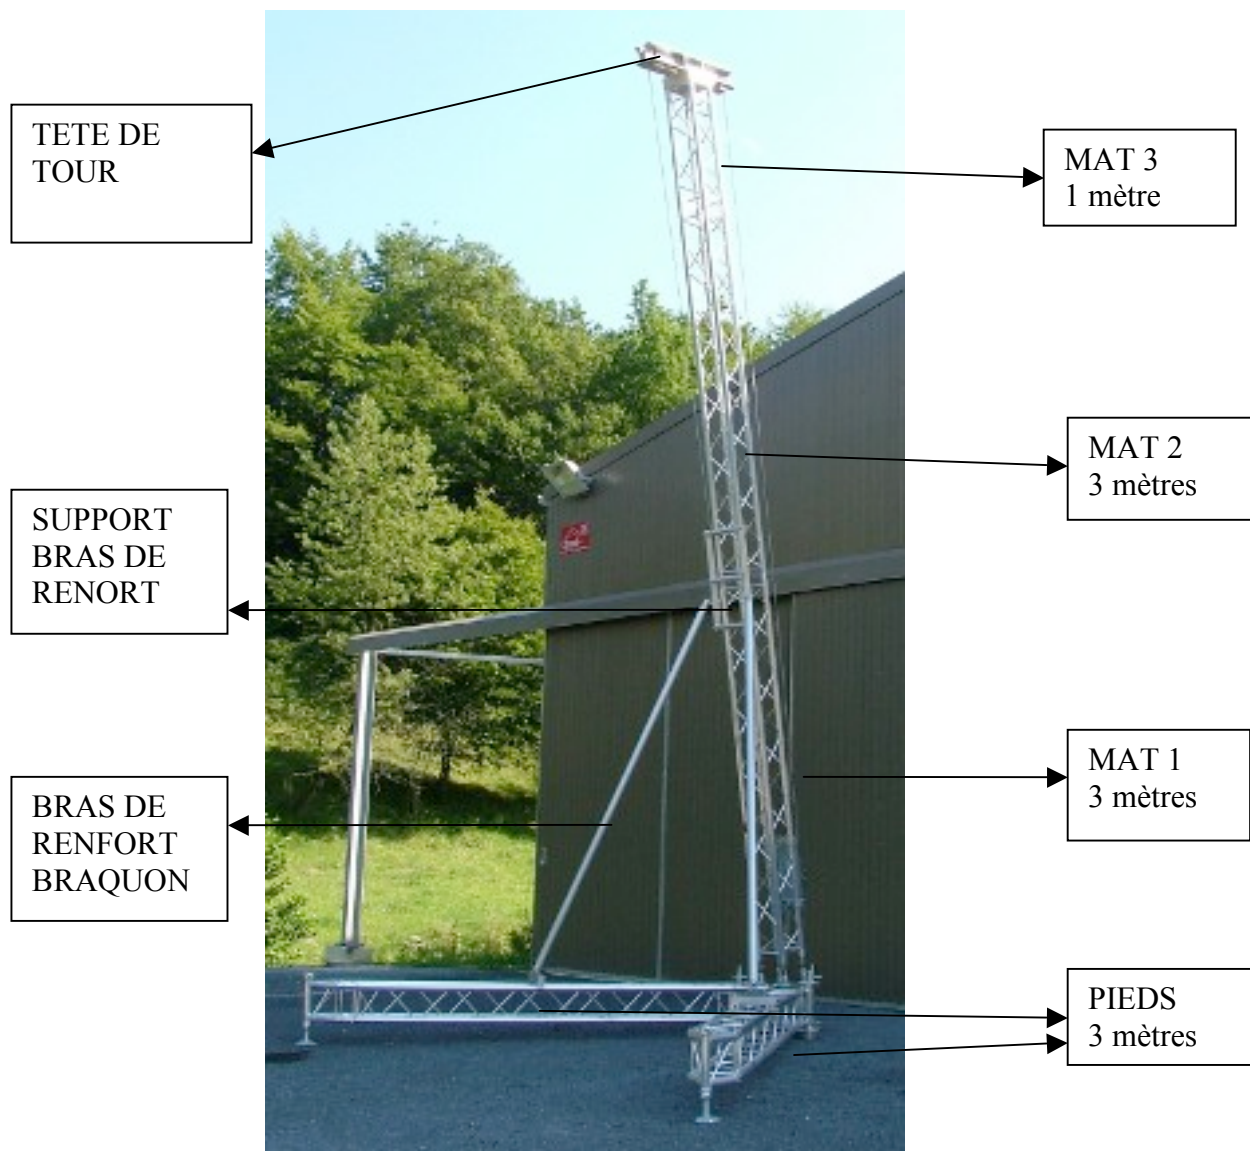 TETE DE
TOUR
MAT 3
1 mètre
MAT 2
3 mètres
SUPPORT
BRAS DE
RENORT
MAT 1
3 mètres
BRAS DE
RENFORT
BRAQUON
PIEDS
3 mètres